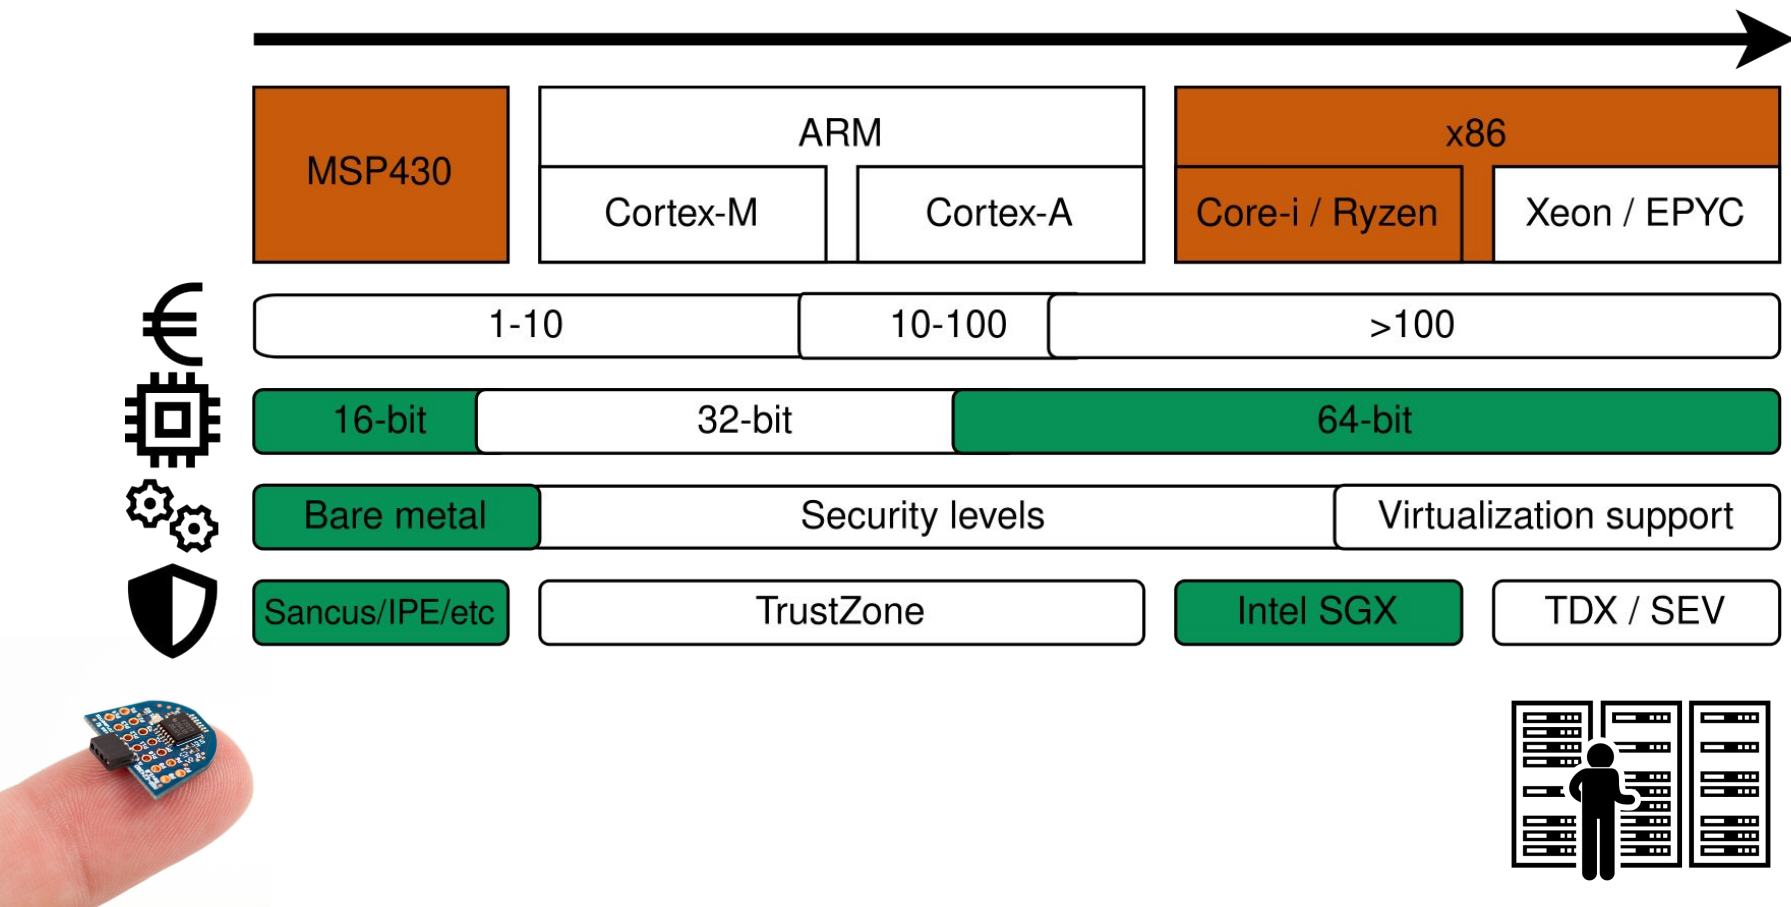 MSP430
ARM
Cortex-M
Cortex-A
x86
Core-i / Ryzen
Xeon / EPYC
€
1-10
10-100
>100
16-bit
32-bit
64-bit
Bare metal
Security levels
Virtualization support
Sancus/IPE/etc
TrustZone
Intel SGX
TDX / SEV